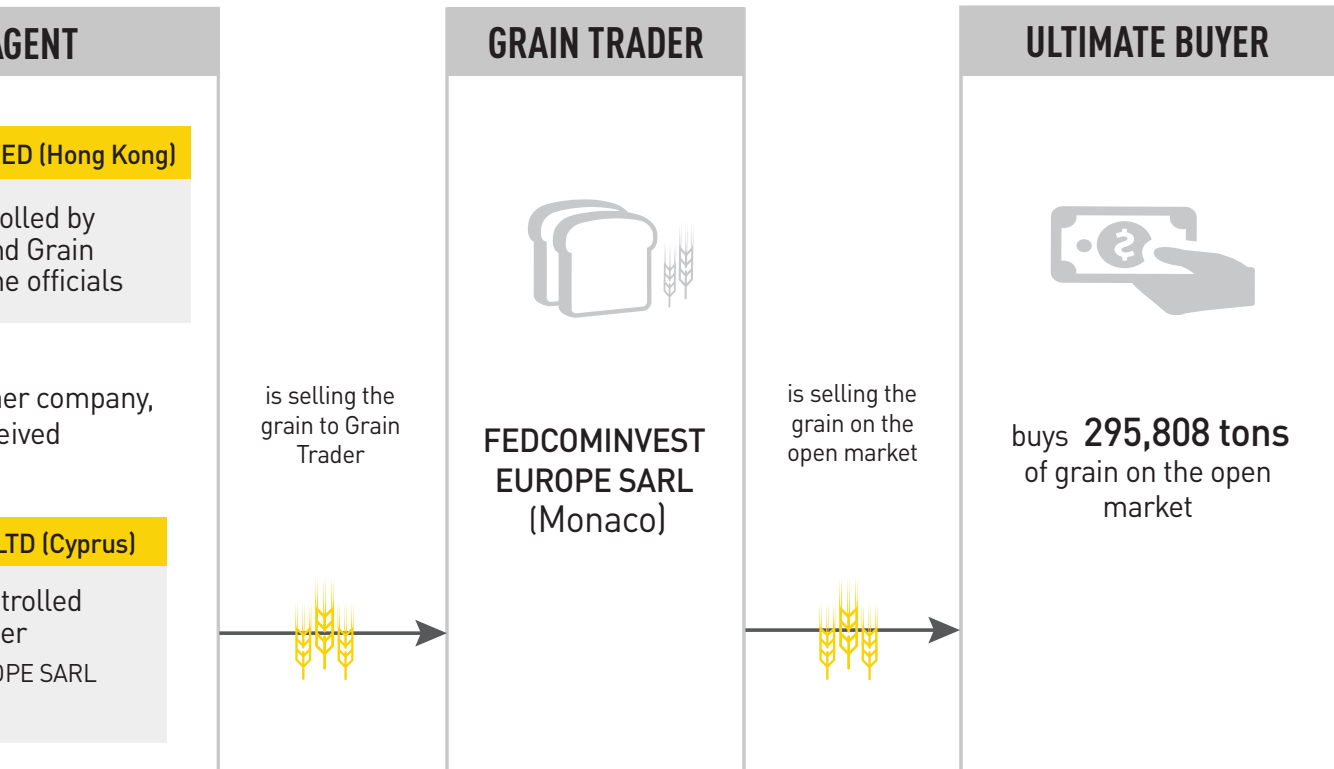 AGENT
GRAIN TRADER
ULTIMATE BUYER
ED (Hong Kong)
olled by
nd Grain
ne officials
ner company,
eived
LTD (Cyprus)
trolled
er
OPE SARL
is selling the
grain to Grain
Trader
FEDCOMINVEST
EUROPE SARL
(Monaco)
is selling the
grain on the
open market
buys 295,808 tons
of grain on the open
market